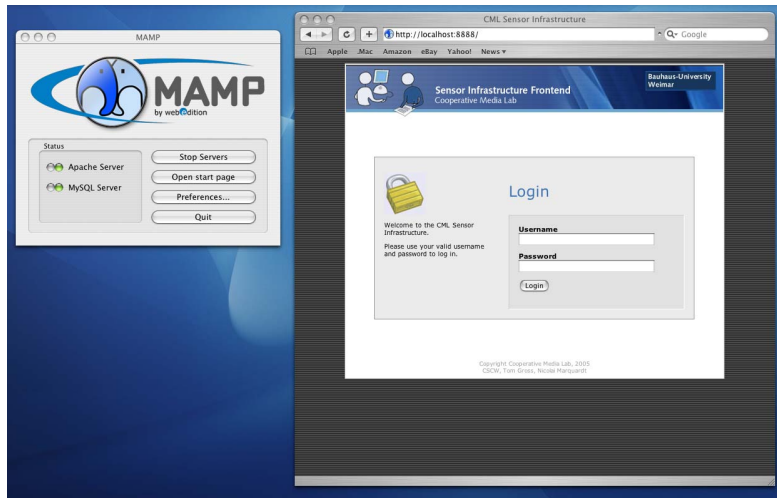 MAMP
MAMP
by webedition
Status
Apache Server
MySQL Server
Stop Servers
Open start page
Preferences...
Quit
CML Sensor Infrastructure
http://localhost:8888/
Google
Apple .Mac Amazon eBay Yahoo! News
Sensor Infrastructure Frontend
Cooperative Media Lab
Bauhaus-University
Weimar
Login
Welcome to the CML Sensor
Infrastructure.
Please use your valid username
and password to log in.
Username
Password
Login
Copyright Cooperative Media Lab, 2005
CSCW, Tom Gross, Nicolai Marquardt